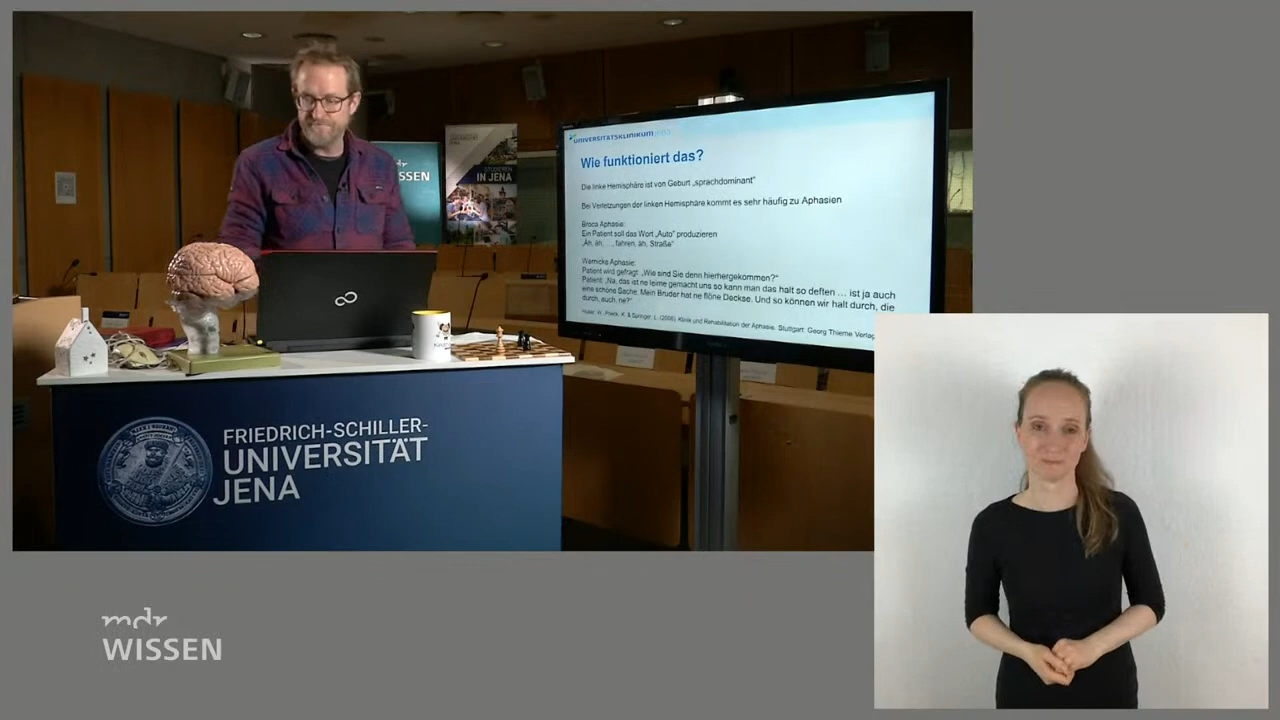 mdr
WISSEN
STUDIEREN
IN JENA
UNIVERSITÄTSKLINIKUM jena
Wie funktioniert das?
Die linke Hemisphäre ist von Geburt „sprachdominant“
Bei Verletzungen der linken Hemisphäre kommt es sehr häufig zu Aphasien
Broca Aphasie:
Ein Patient soll das Wort „Auto“ produzieren
„Äh, äh, ... , fahren, äh, Straße“
Wernicke Aphasie:
Patient wird gefragt: „Wie sind Sie denn hierhergekommen?“
Patient: „Na, das ist ne leime gemacht uns so kann man das halt so deften ... ist ja auch
eine schöne Sache. Mein Bruder hat ne flöne Deckse. Und so können wir halt durch, die
durch, auch, ne?“
Huber, W., Poeck, K. & Springer, L. (2006). Klinik und Rehabilitation der Aphasie. Stuttgart: Georg Thieme Verlag
FRIEDRICH-SCHILLER-
UNIVERSITÄT
JENA
mdr
WISSEN